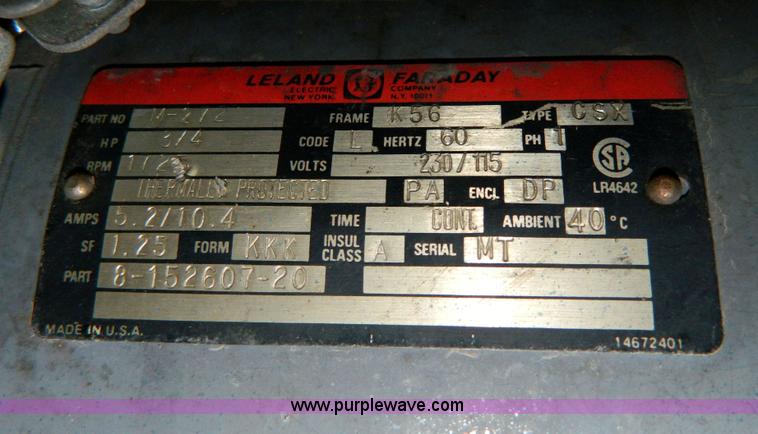 LELAND FARADAY
ELECTRIC COMPANY
NEW YORK, N.Y. 10011
PART NO M-272 FRAME K56 TYPE CSX
HP 3/4 CODE L HERTZ 60 PH 1
RPM VOLTS 230/115
THERMALLY PROTECTED PA ENCL DP LR4642
AMPS 5.2/10.4 TIME CONT. AMBIENT 40 °C
SF 1.25 FORM KKK INSUL CLASS A SERIAL MT
PART 8-152607-20
MADE IN U.S.A. 14672401
www.purplewave.com